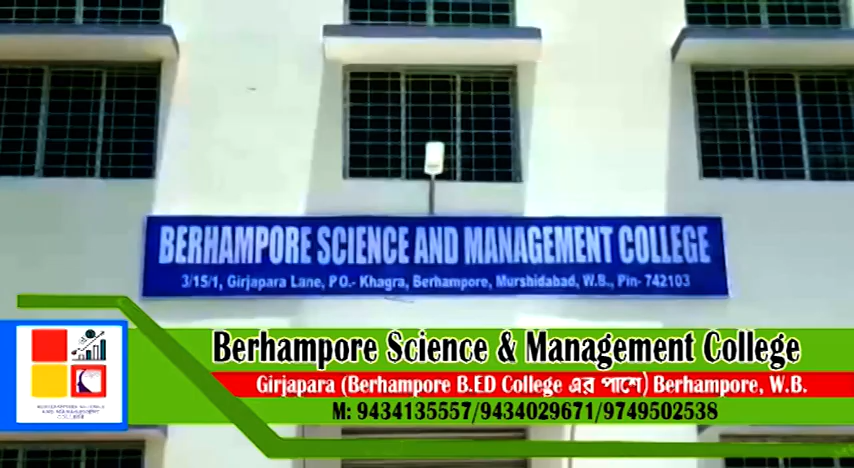 BERHAMPORE SCIENCE AND MANAGEMENT COLLEGE
3/15/1, GIRJAPARA LANE, P.O.- KHAGRA, BERHAMPORE, MURSHIDABAD, W.B., PIN- 742103
Berhampore Science & Management College
Girjapara (Berhampore B.ED College এর পাশে) Berhampore, W.B.
M: 9434135557/9434029671/9749502538